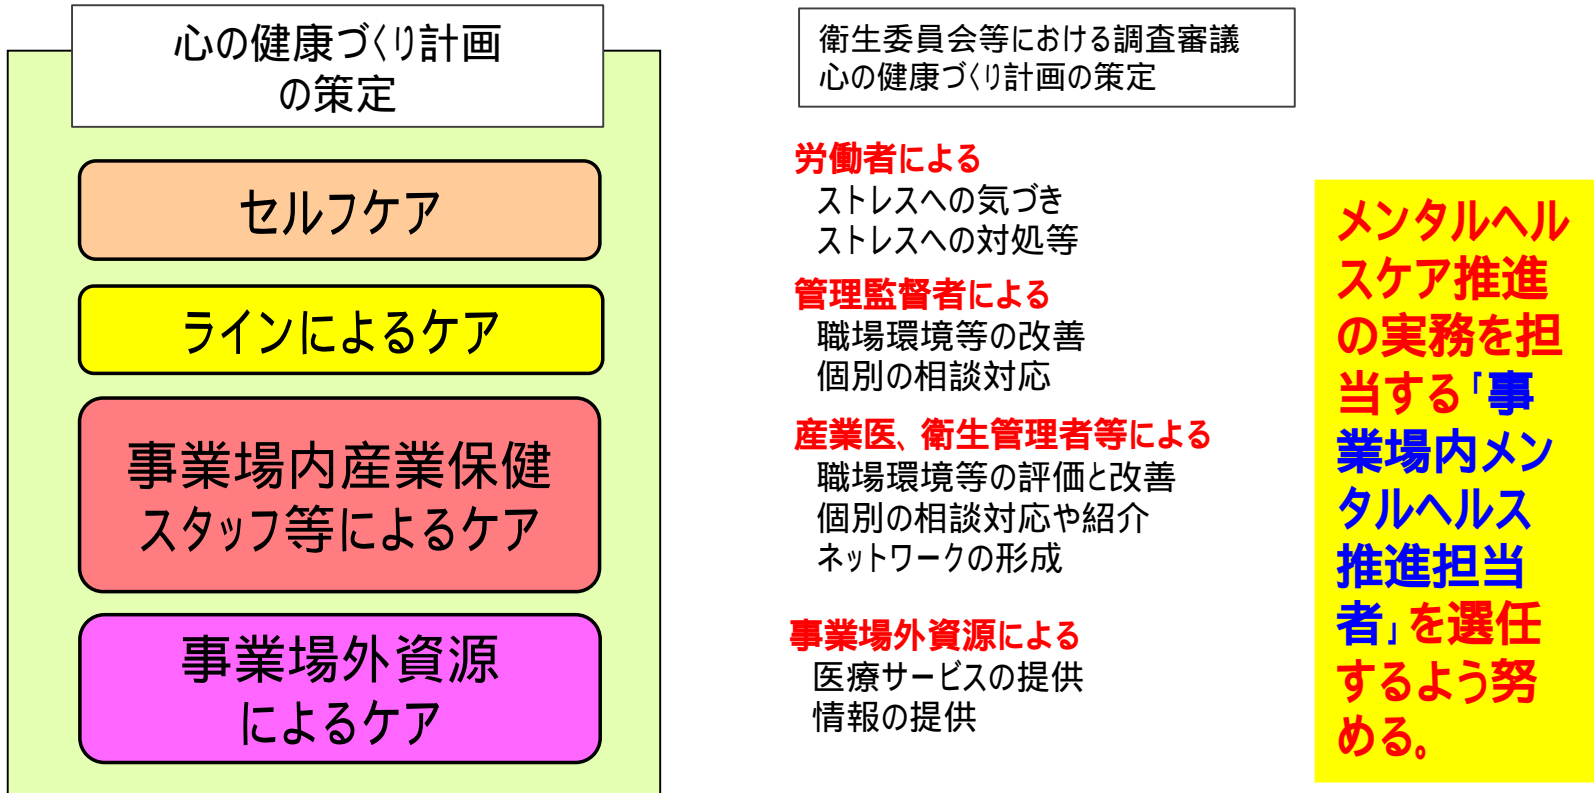 心の健康づくり計画
の策定
セルフケア
ラインによるケア
事業場内産業保健
スタッフ等によるケア
事業場外資源
によるケア
衛生委員会等における調査審議
心の健康づくり計画の策定
労働者による
ストレスへの気づき
ストレスへの対処等
管理監督者による
職場環境等の改善
個別の相談対応
産業医、衛生管理者等による
職場環境等の評価と改善
個別の相談対応や紹介
ネットワークの形成
事業場外資源による
医療サービスの提供
情報の提供
メンタルヘル
スケア推進
の実務を担
当する「事
業場内メン
タルヘルス
推進担当
者」を選任
するよう努
める。